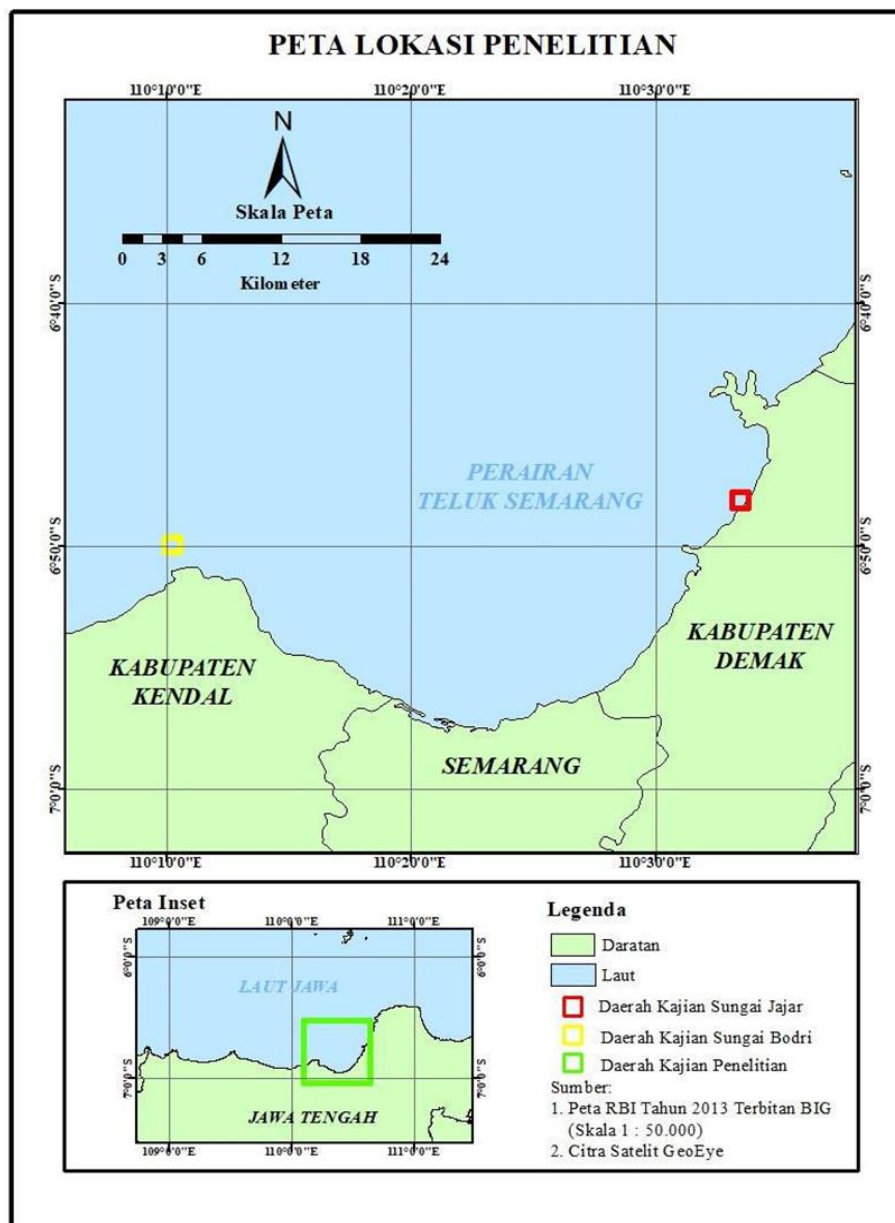 PETA LOKASI PENELITIAN
110°10'0"E 110°20'0"E 110°30'0"E
N
Skala Peta
0 3 6 12 18 24
Kilometer
6°40'0"S 6°40'0"S
PERAIRAN
TELUK SEMARANG
6°50'0"S 6°50'0"S
KABUPATEN
KENDAL
KABUPATEN
DEMAK
SEMARANG
7°0'0"S 7°0'0"S
110°10'0"E 110°20'0"E 110°30'0"E
Peta Inset
109°0'0"E 110°0'0"E 111°0'0"E
6°0'0"S 6°0'0"S
LAUT JAWA
7°0'0"S 7°0'0"S
JAWA TENGAH
109°0'0"E 110°0'0"E 111°0'0"E
Legenda
Daratan
Laut
Daerah Kajian Sungai Jajar
Daerah Kajian Sungai Bodri
Daerah Kajian Penelitian
Sumber:
1. Peta RBI Tahun 2013 Terbitan BIG
(Skala 1 : 50.000)
2. Citra Satelit GeoEye